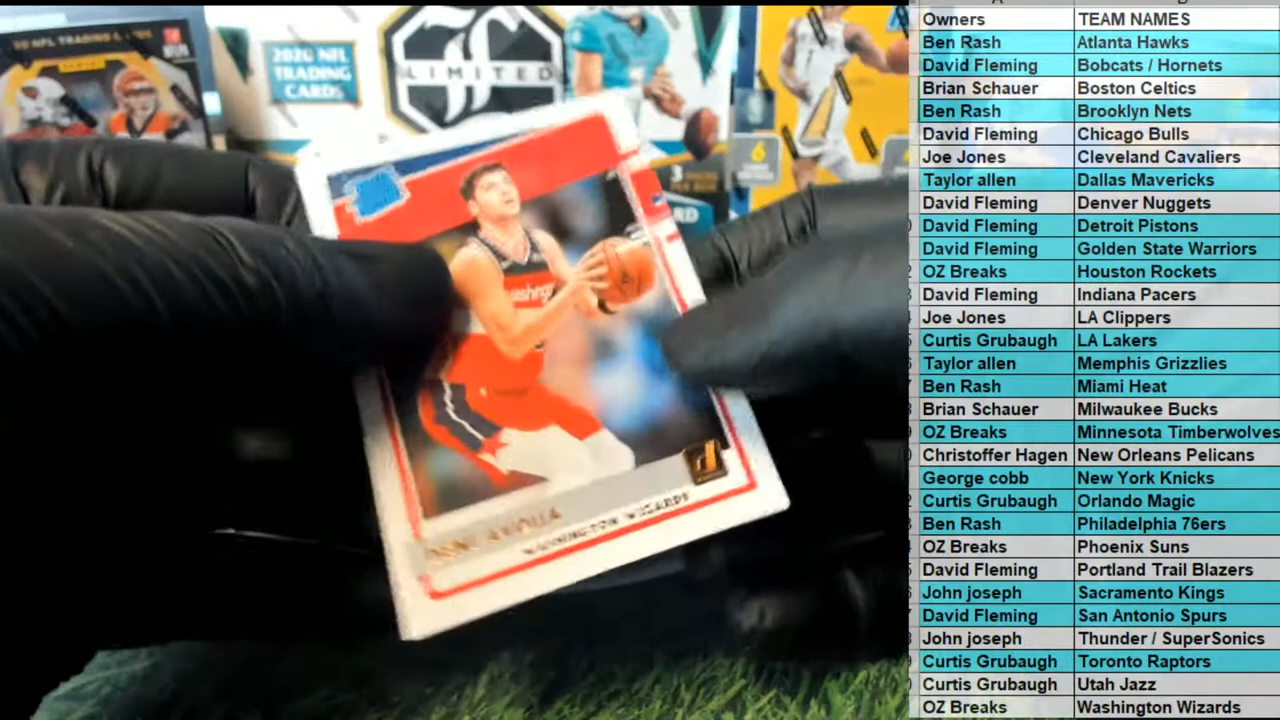 LIMITED
2020 NFL
TRADING
CARDS
6
3
PER BOX
WASHINGTON WIZARDS
Owners TEAM NAMES
Ben Rash Atlanta Hawks
David Fleming Bobcats / Hornets
Brian Schauer Boston Celtics
Ben Rash Brooklyn Nets
David Fleming Chicago Bulls
Joe Jones Cleveland Cavaliers
Taylor allen Dallas Mavericks
David Fleming Denver Nuggets
David Fleming Detroit Pistons
David Fleming Golden State Warriors
OZ Breaks Houston Rockets
David Fleming Indiana Pacers
Joe Jones LA Clippers
Curtis Grubaugh LA Lakers
Taylor allen Memphis Grizzlies
Ben Rash Miami Heat
Brian Schauer Milwaukee Bucks
OZ Breaks Minnesota Timberwolves
Christoffer Hagen New Orleans Pelicans
George cobb New York Knicks
Curtis Grubaugh Orlando Magic
Ben Rash Philadelphia 76ers
OZ Breaks Phoenix Suns
David Fleming Portland Trail Blazers
John joseph Sacramento Kings
David Fleming San Antonio Spurs
John joseph Thunder / SuperSonics
Curtis Grubaugh Toronto Raptors
Curtis Grubaugh Utah Jazz
OZ Breaks Washington Wizards